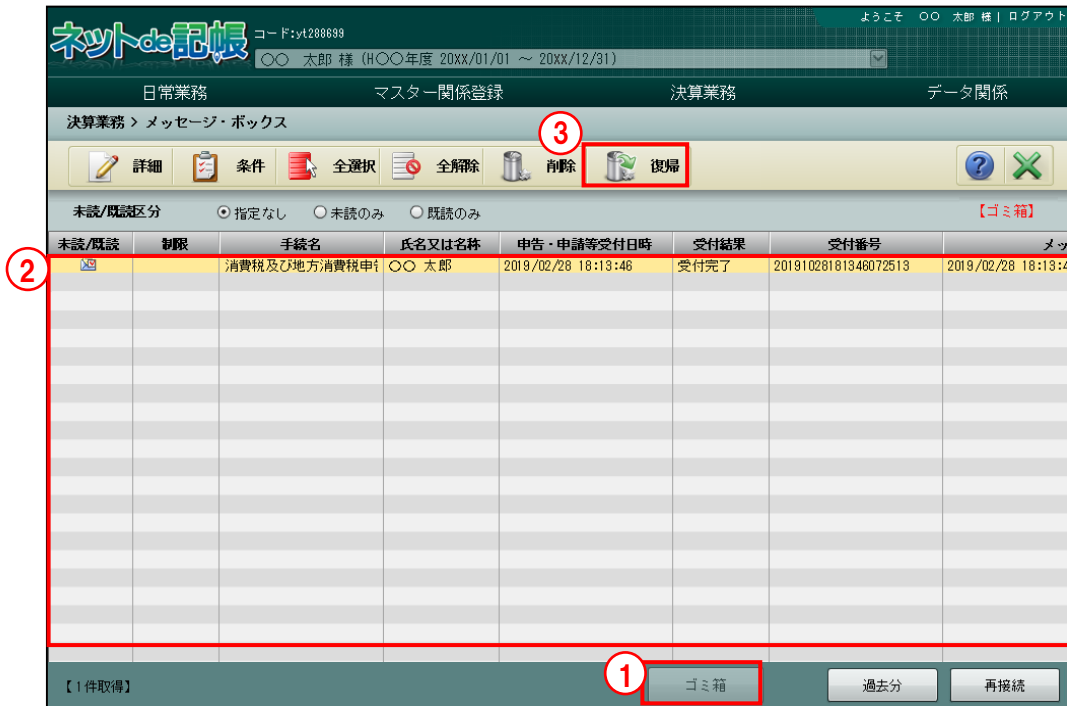 ようこそ 〇〇 太郎 様 | ログアウト
ネットde記帳
コード:yt288699
〇〇 太郎 様 (H〇〇年度 20XX/01/01 ～ 20XX/12/31)
日常業務 マスター関係登録 決算業務 データ関係
決算業務 > メッセージ・ボックス
③
詳細 条件 全選択 全解除 削除 復帰
未読/既読区分 指定なし 未読のみ 既読のみ 【ゴミ箱】
未読/既読 制限 手続名 氏名又は名称 申告・申請等受付日時 受付結果 受付番号 メッ
②
消費税及び地方消費税申 〇〇 太郎 2019/02/28 18:13:46 受付完了 20191028181346072513 2019/02/28 18:13:4
①
【1件取得】 ゴミ箱 過去分 再接続